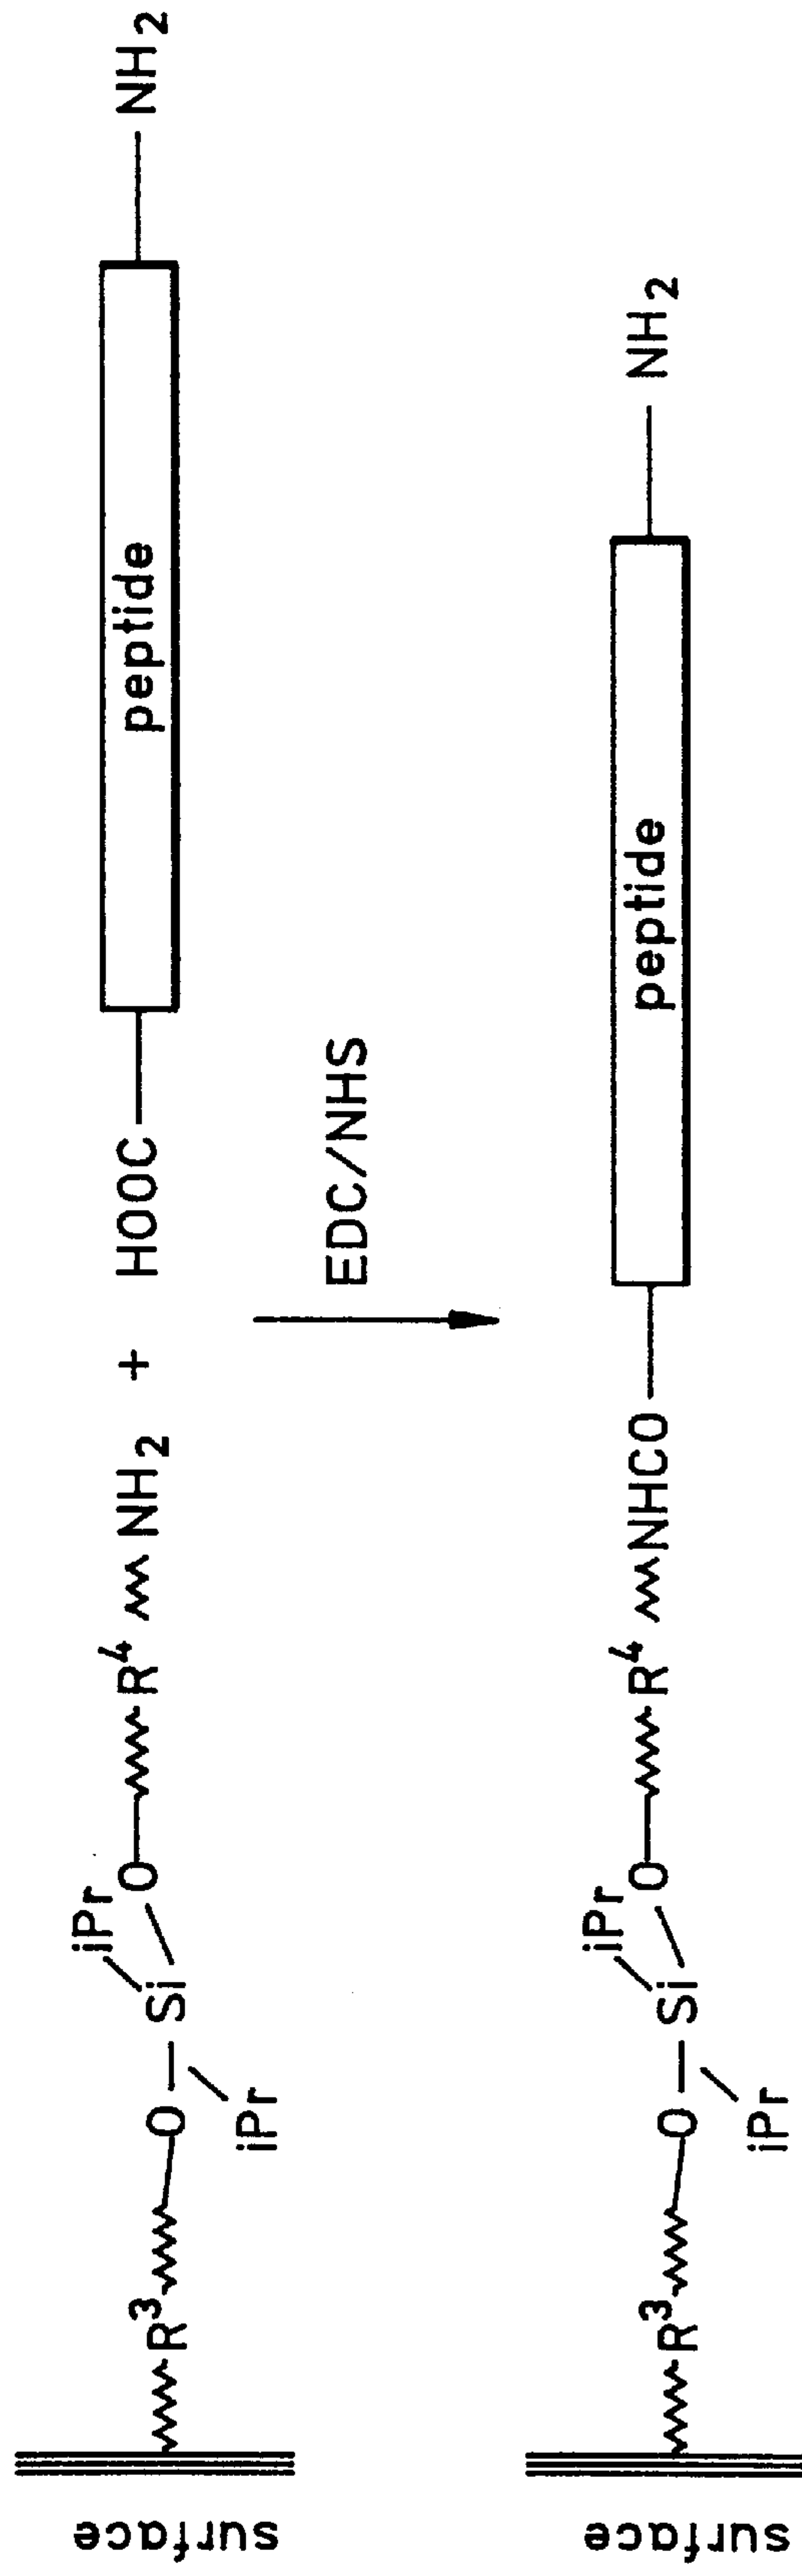 surface R³ O Si iPr iPr O R⁴ NH₂ + HOOC peptide NH₂
EDC/NHS
surface R³ O Si iPr iPr O R⁴ NHCO peptide NH₂